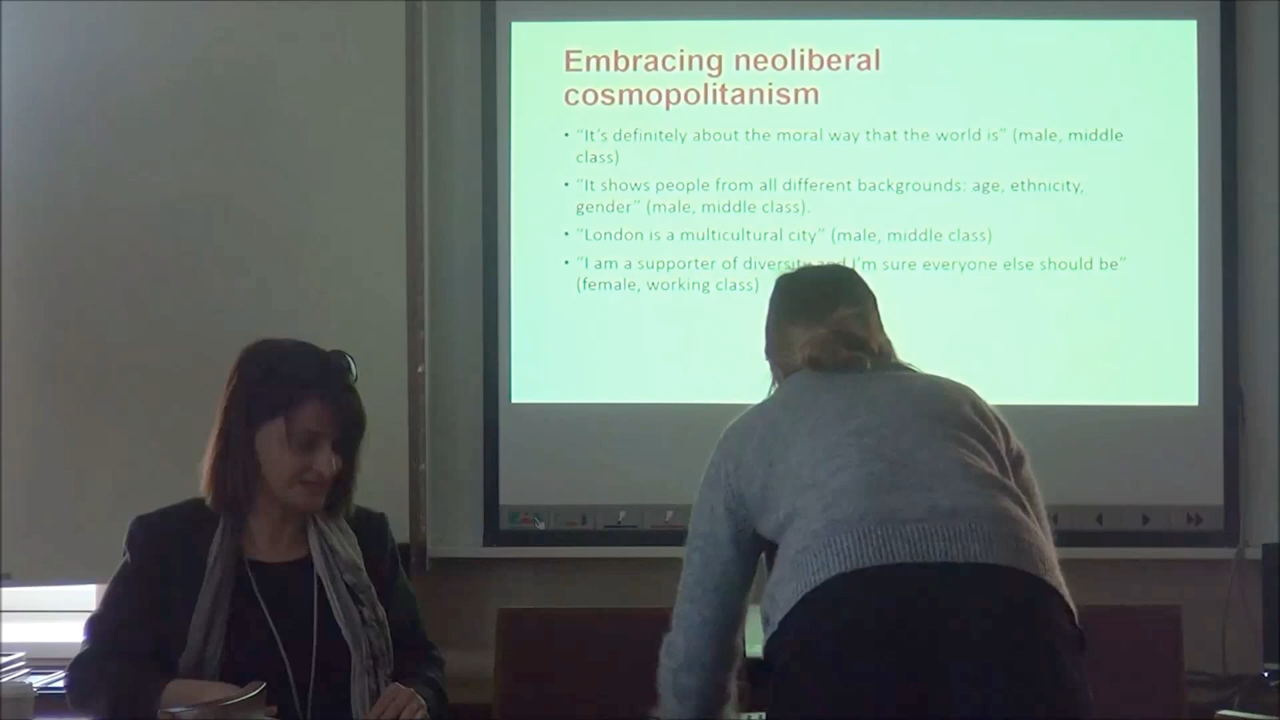 Embracing neoliberal
cosmopolitanism
• “It’s definitely about the moral way that the world is” (male, middle
class)
• “It shows people from all different backgrounds: age, ethnicity,
gender” (male, middle class).
• “London is a multicultural city” (male, middle class)
• “I am a supporter of diversity and I’m sure everyone else should be”
(female, working class)